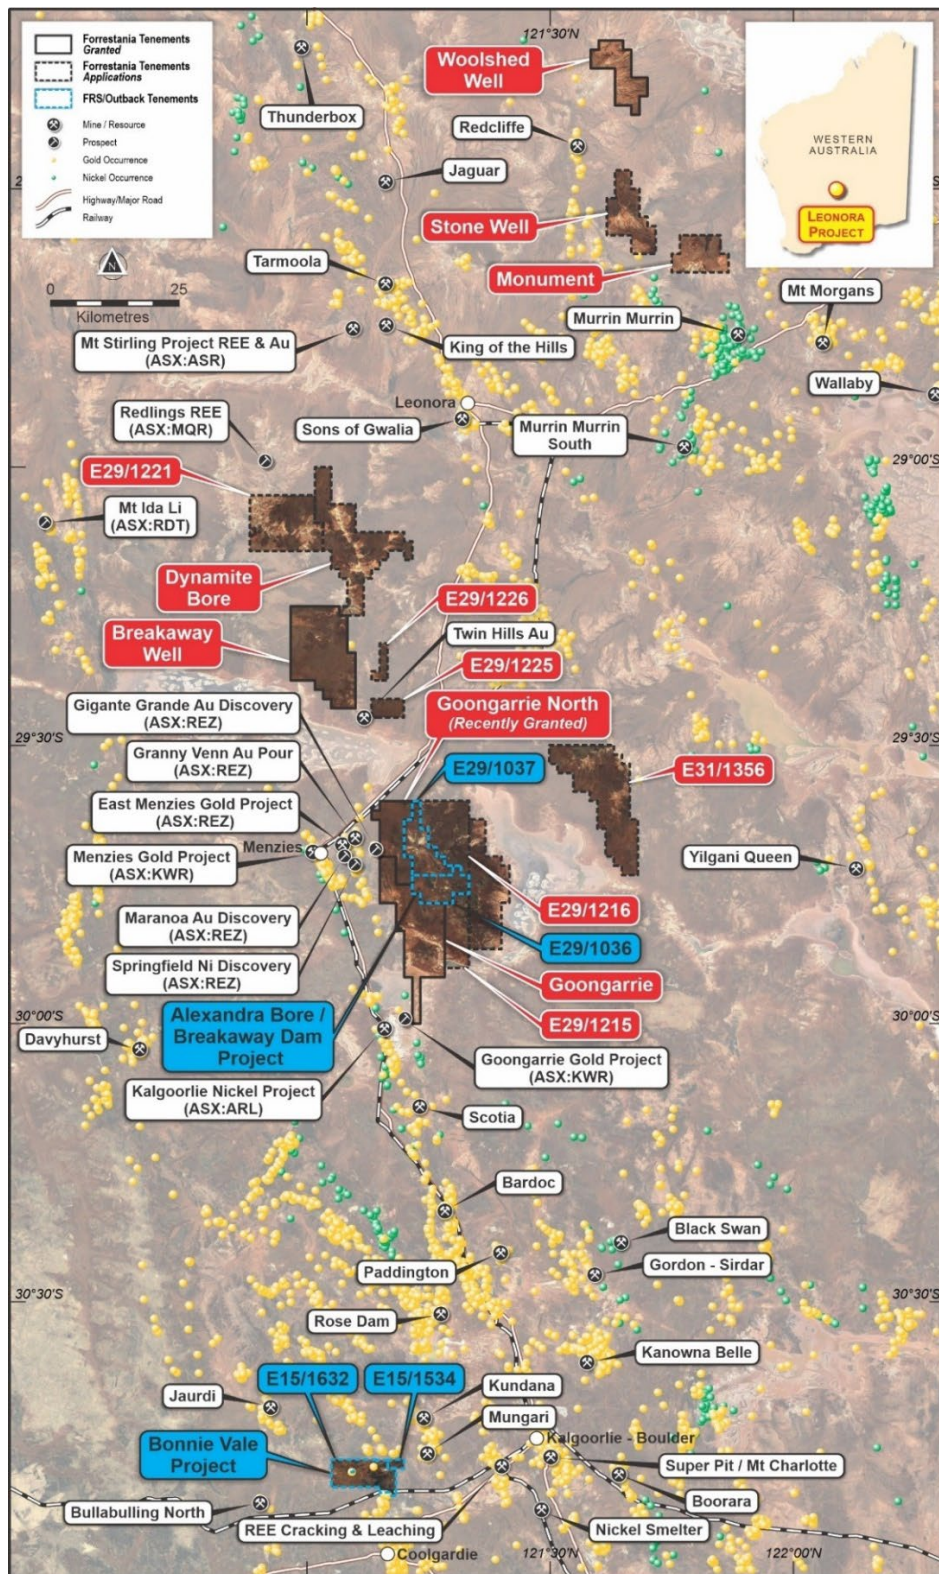 121°30'E
Forrestania Tenements
Granted
Forrestania Tenements
Applications
FRS/Outback Tenements
Mine / Resource
Prospect
Gold Occurrence
Nickel Occurrence
Highway/Major Road
Railway
N
0 25
Kilometres
WESTERN
AUSTRALIA
LEONORA
PROJECT
Woolshed
Well
Thunderbox
Redcliffe
Jaguar
Stone Well
Monument
Tarmoola
Mt Morgans
Murrin Murrin
Mt Stirling Project REE & Au
(ASX:ASR)
King of the Hills
Wallaby
Leonora
Redlings REE
(ASX:MQR)
Sons of Gwalia
Murrin Murrin
South
29°00'S
E29/1221
Mt Ida Li
(ASX:RDT)
Dynamite
Bore
E29/1226
Breakaway
Well
Twin Hills Au
E29/1225
Gigante Grande Au Discovery
(ASX:REZ)
Goongarrie North
(Recently Granted)
29°30'S
Granny Venn Au Pour
(ASX:REZ)
E29/1037
E31/1356
East Menzies Gold Project
(ASX:REZ)
Menzies
Menzies Gold Project
(ASX:KWR)
Yilgani Queen
Maranoa Au Discovery
(ASX:REZ)
E29/1216
E29/1036
Springfield Ni Discovery
(ASX:REZ)
Goongarrie
Alexandra Bore /
Breakaway Dam
Project
E29/1215
30°00'S
30°00'S
Davyhurst
Goongarrie Gold Project
(ASX:KWR)
Kalgoorlie Nickel Project
(ASX:ARL)
Scotia
Bardoc
Black Swan
Paddington
Gordon - Sirdar
30°30'S
30°30'S
Rose Dam
Kanowna Belle
E15/1632
E15/1534
Jaurdi
Kundana
Mungari
Kalgoorlie - Boulder
Bonnie Vale
Project
Super Pit / Mt Charlotte
Boorara
Bullabulling North
REE Cracking & Leaching
Nickel Smelter
Coolgardie
121°30'E
122°00'E